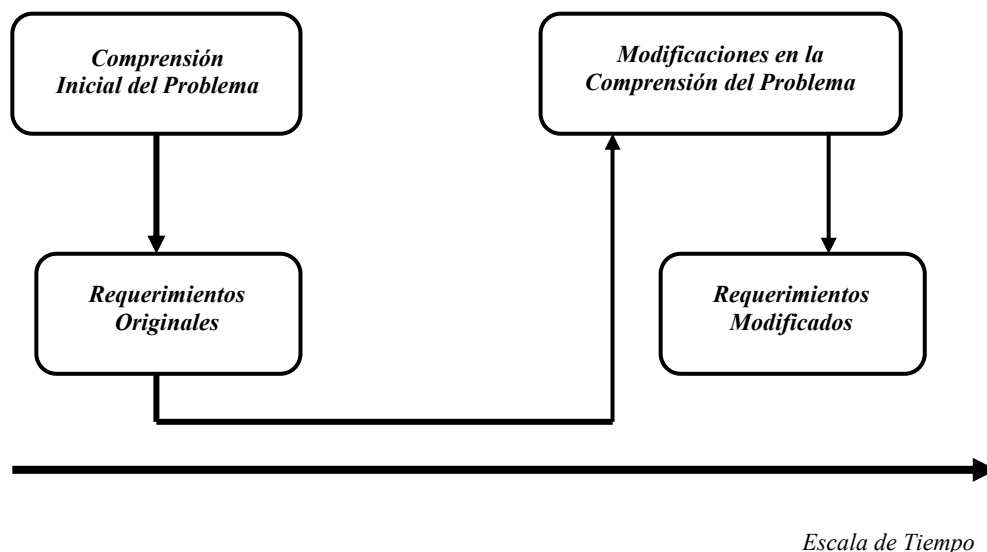 Comprensión
Inicial del Problema
Modificaciones en la
Comprensión del Problema
Requerimientos
Originales
Requerimientos
Modificados
Escala de Tiempo